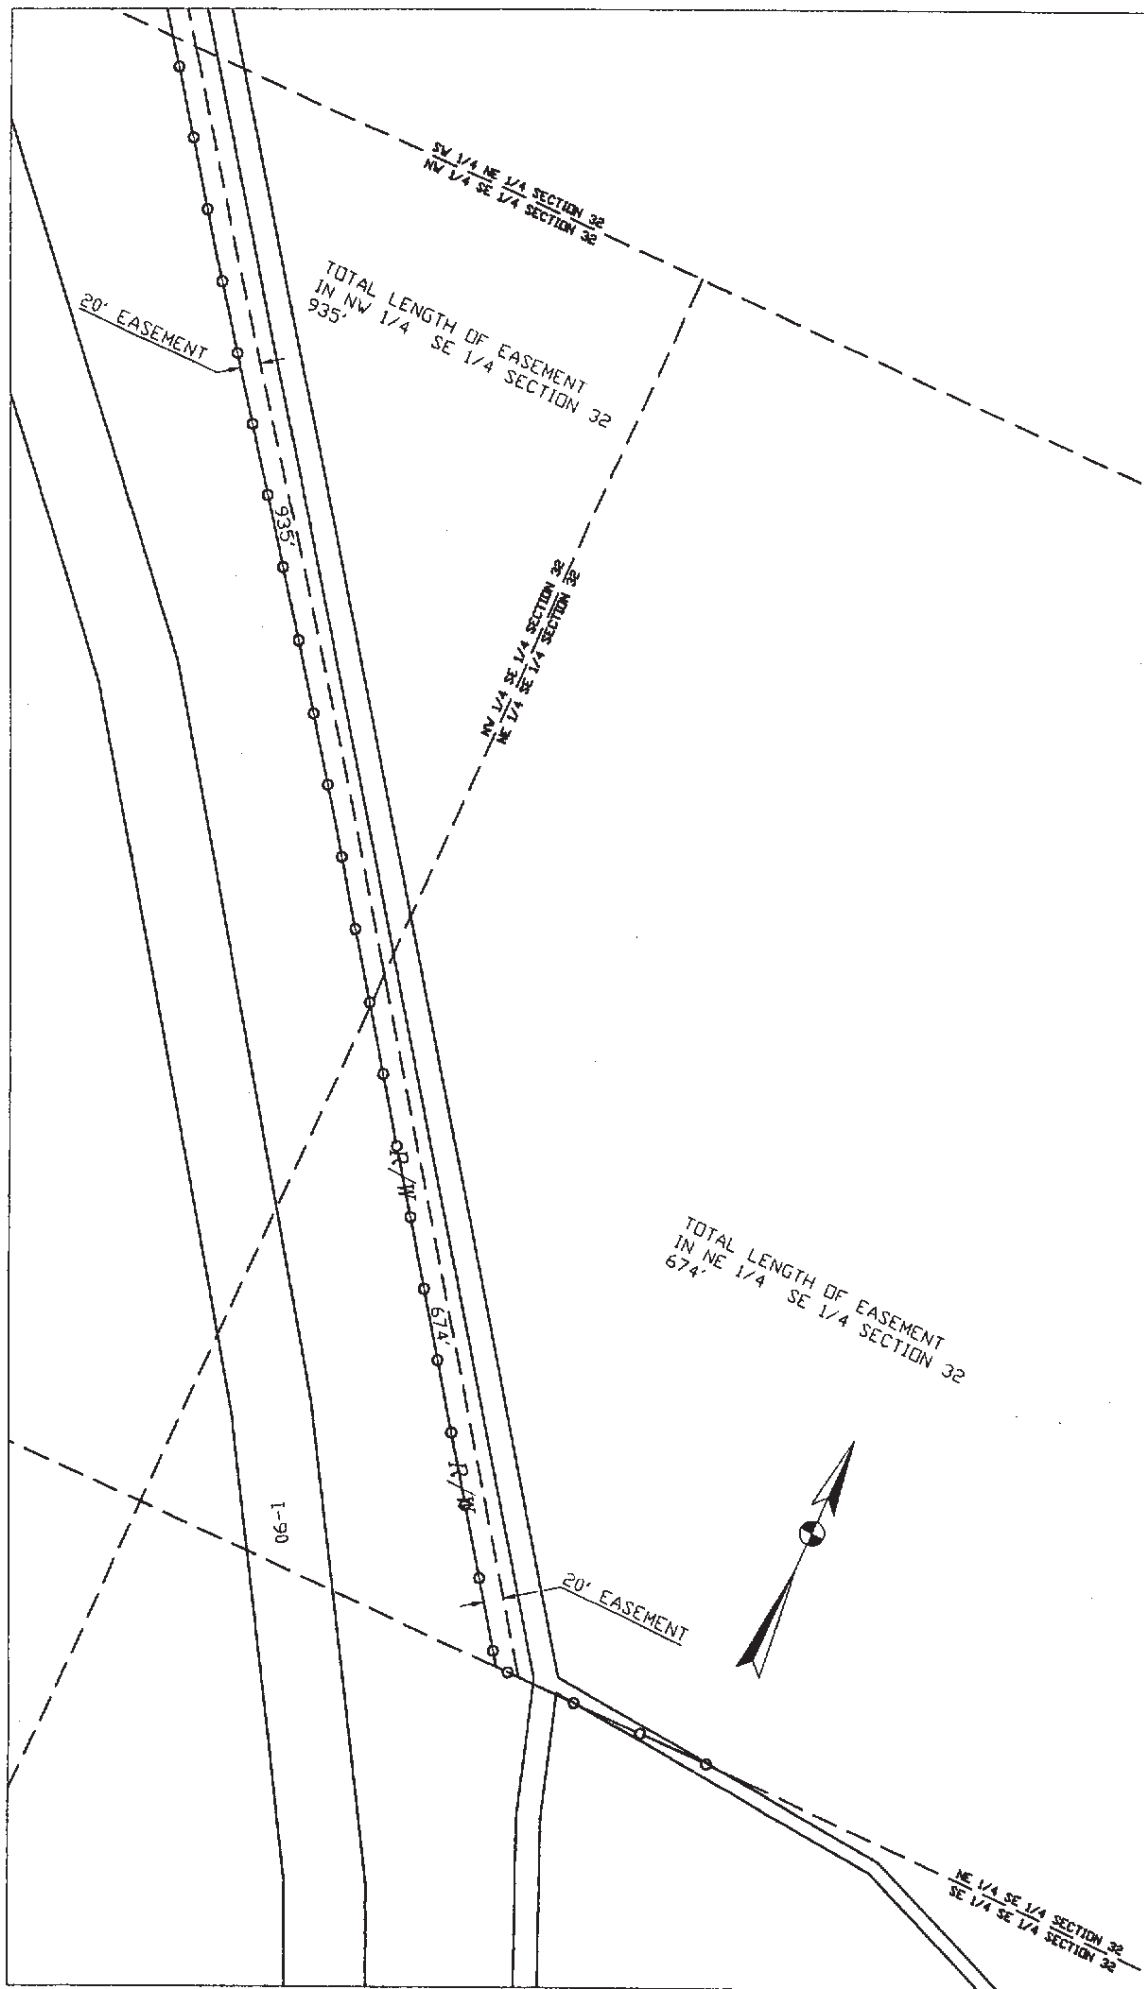 SW 1/4 NE 1/4 SECTION 32
NW 1/4 SE 1/4 SECTION 32
TOTAL LENGTH OF EASEMENT
IN NW 1/4 SE 1/4 SECTION 32
935'
20' EASEMENT
935'
NW 1/4 SE 1/4 SECTION 32
NE 1/4 SE 1/4 SECTION 32
R/W
TOTAL LENGTH OF EASEMENT
IN NE 1/4 SE 1/4 SECTION 32
674'
674'
R/W
I-90
20' EASEMENT
NE 1/4 SE 1/4 SECTION 32
SE 1/4 SE 1/4 SECTION 32